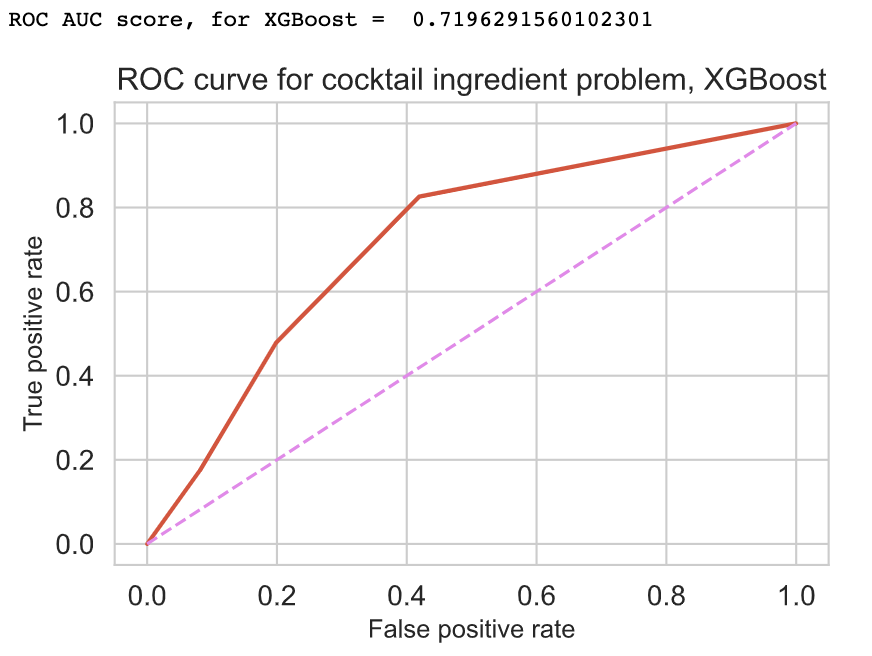 ROC AUC score, for XGBoost =  0.7196291560102301
ROC curve for cocktail ingredient problem, XGBoost
1.0
0.8
0.6
0.4
0.2
0.0
True positive rate
0.0 0.2 0.4 0.6 0.8 1.0
False positive rate